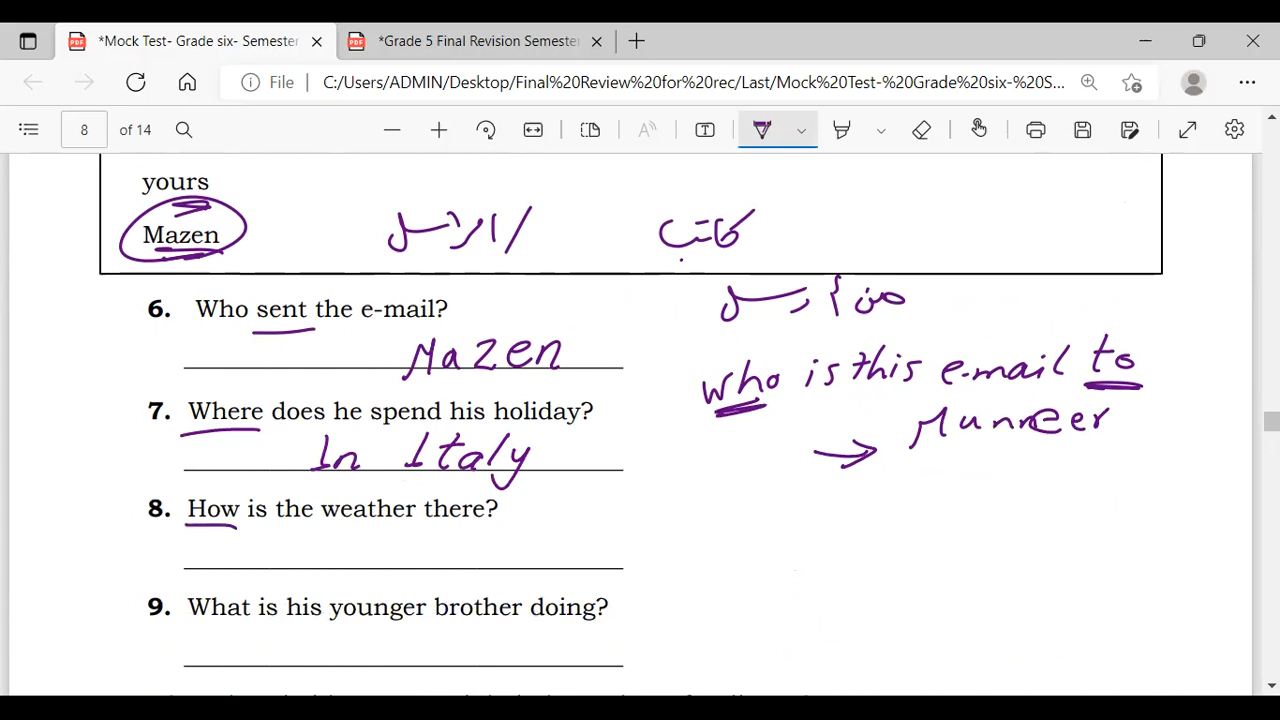 *Mock Test- Grade six- Semester
*Grade 5 Final Revision Semester
File
C:/Users/ADMIN/Desktop/Final%20Review%20for%20rec/Last/Mock%20Test-%20Grade%20six-%20S...
8 of 14
yours
Mazen
كاتب
6. Who sent the e-mail?
من
Mazen
who is this e-mail to
7. Where does he spend his holiday?
→ Muneer
In Italy
8. How is the weather there?
9. What is his younger brother doing?